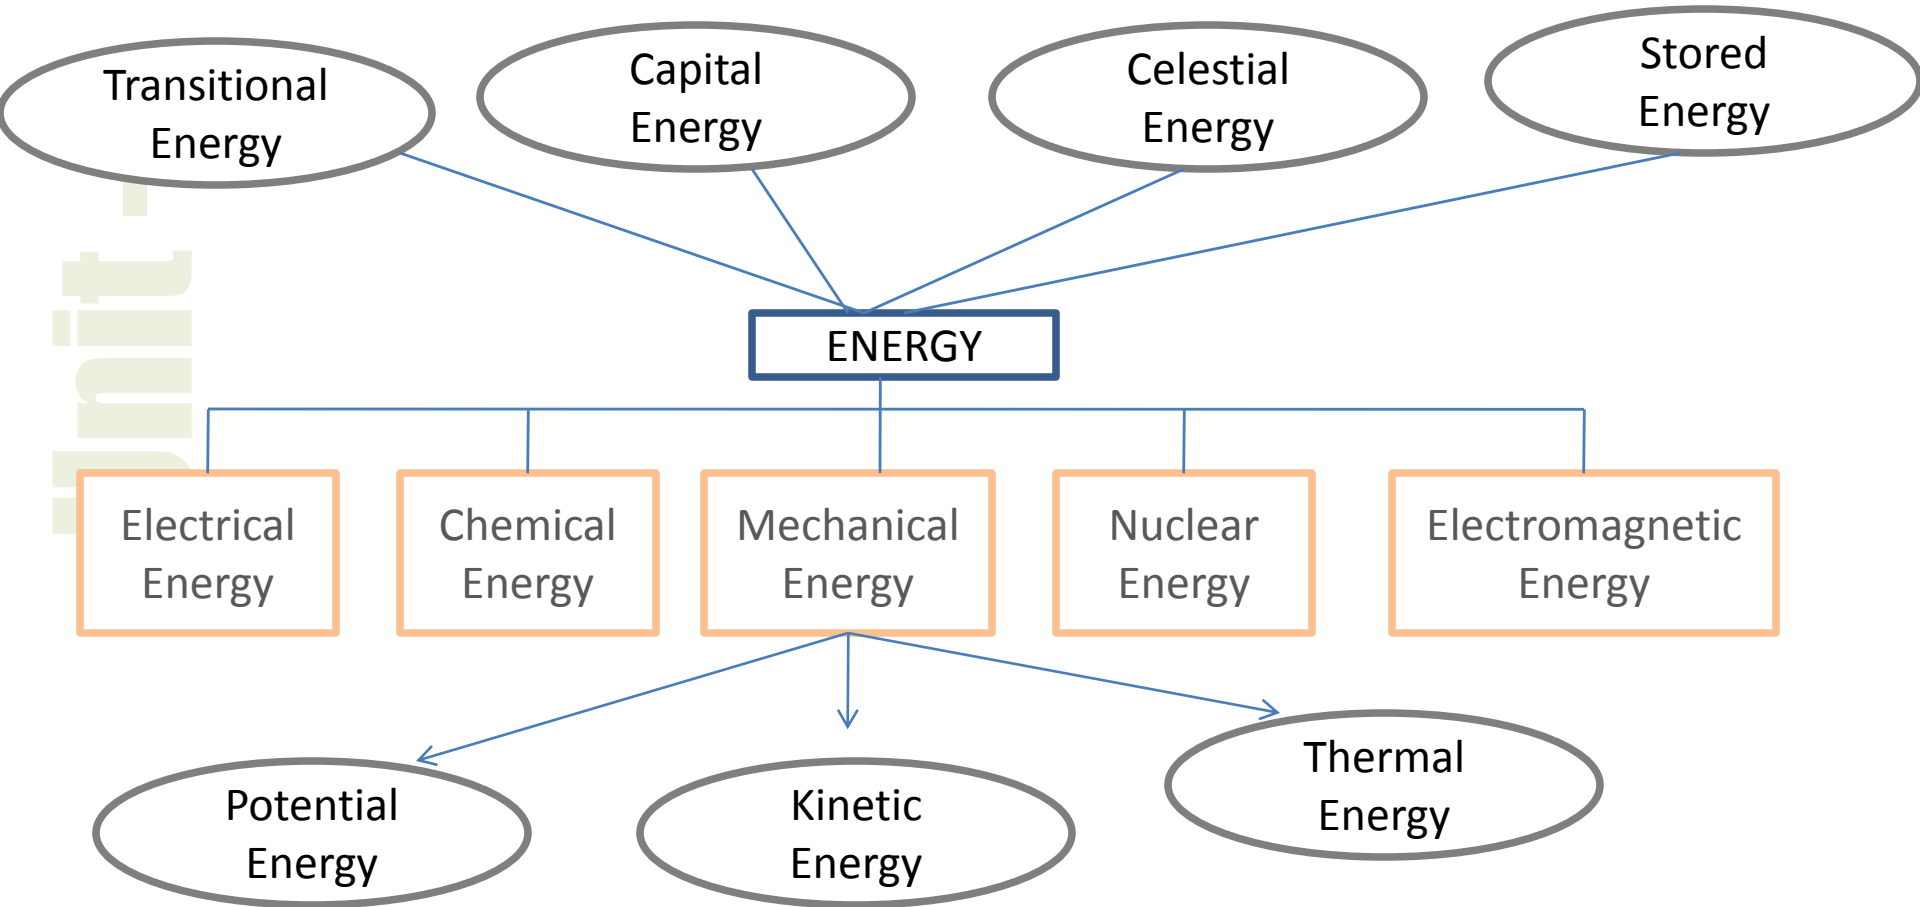 Transitional
Energy
Capital
Energy
Celestial
Energy
Stored
Energy
ENERGY
Electrical
Energy
Chemical
Energy
Mechanical
Energy
Nuclear
Energy
Electromagnetic
Energy
Potential
Energy
Kinetic
Energy
Thermal
Energy